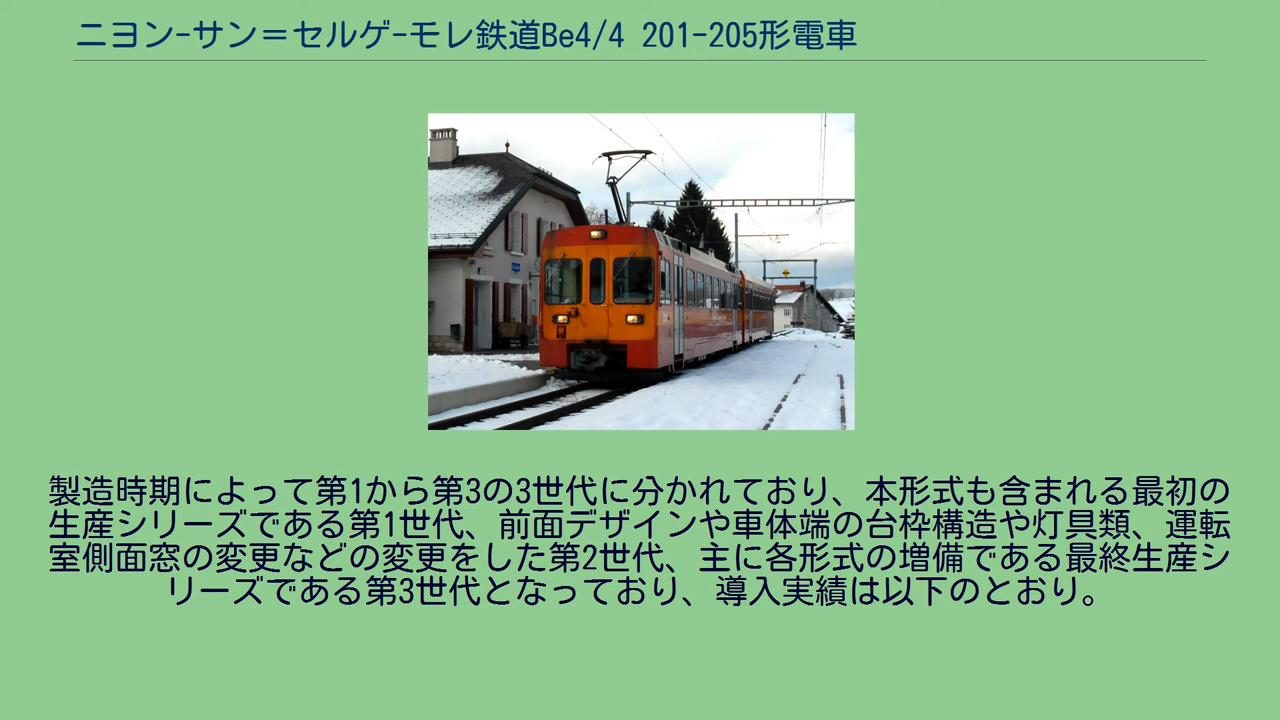 ニヨン-サン＝セルゲ-モレ鉄道Be4/4 201-205形電車
製造時期によって第1から第3の3世代に分かれており、本形式も含まれる最初の
生産シリーズである第1世代、前面デザインや車体端の台枠構造や灯具類、運転
室側面窓の変更などの変更をした第2世代、主に各形式の増備である最終生産シ
リーズである第3世代となっており、導入実績は以下のとおり。